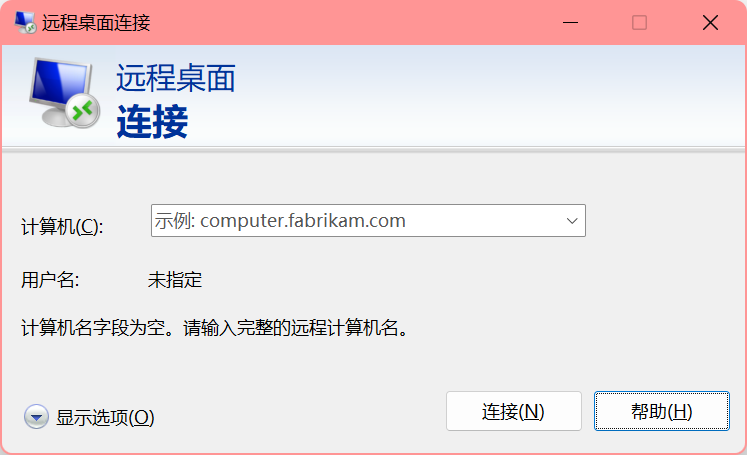 远程桌面连接
远程桌面
连接
计算机(C): 示例: computer.fabrikam.com
用户名: 未指定
计算机名字段为空。请输入完整的远程计算机名。
显示选项(O) 连接(N) 帮助(H)